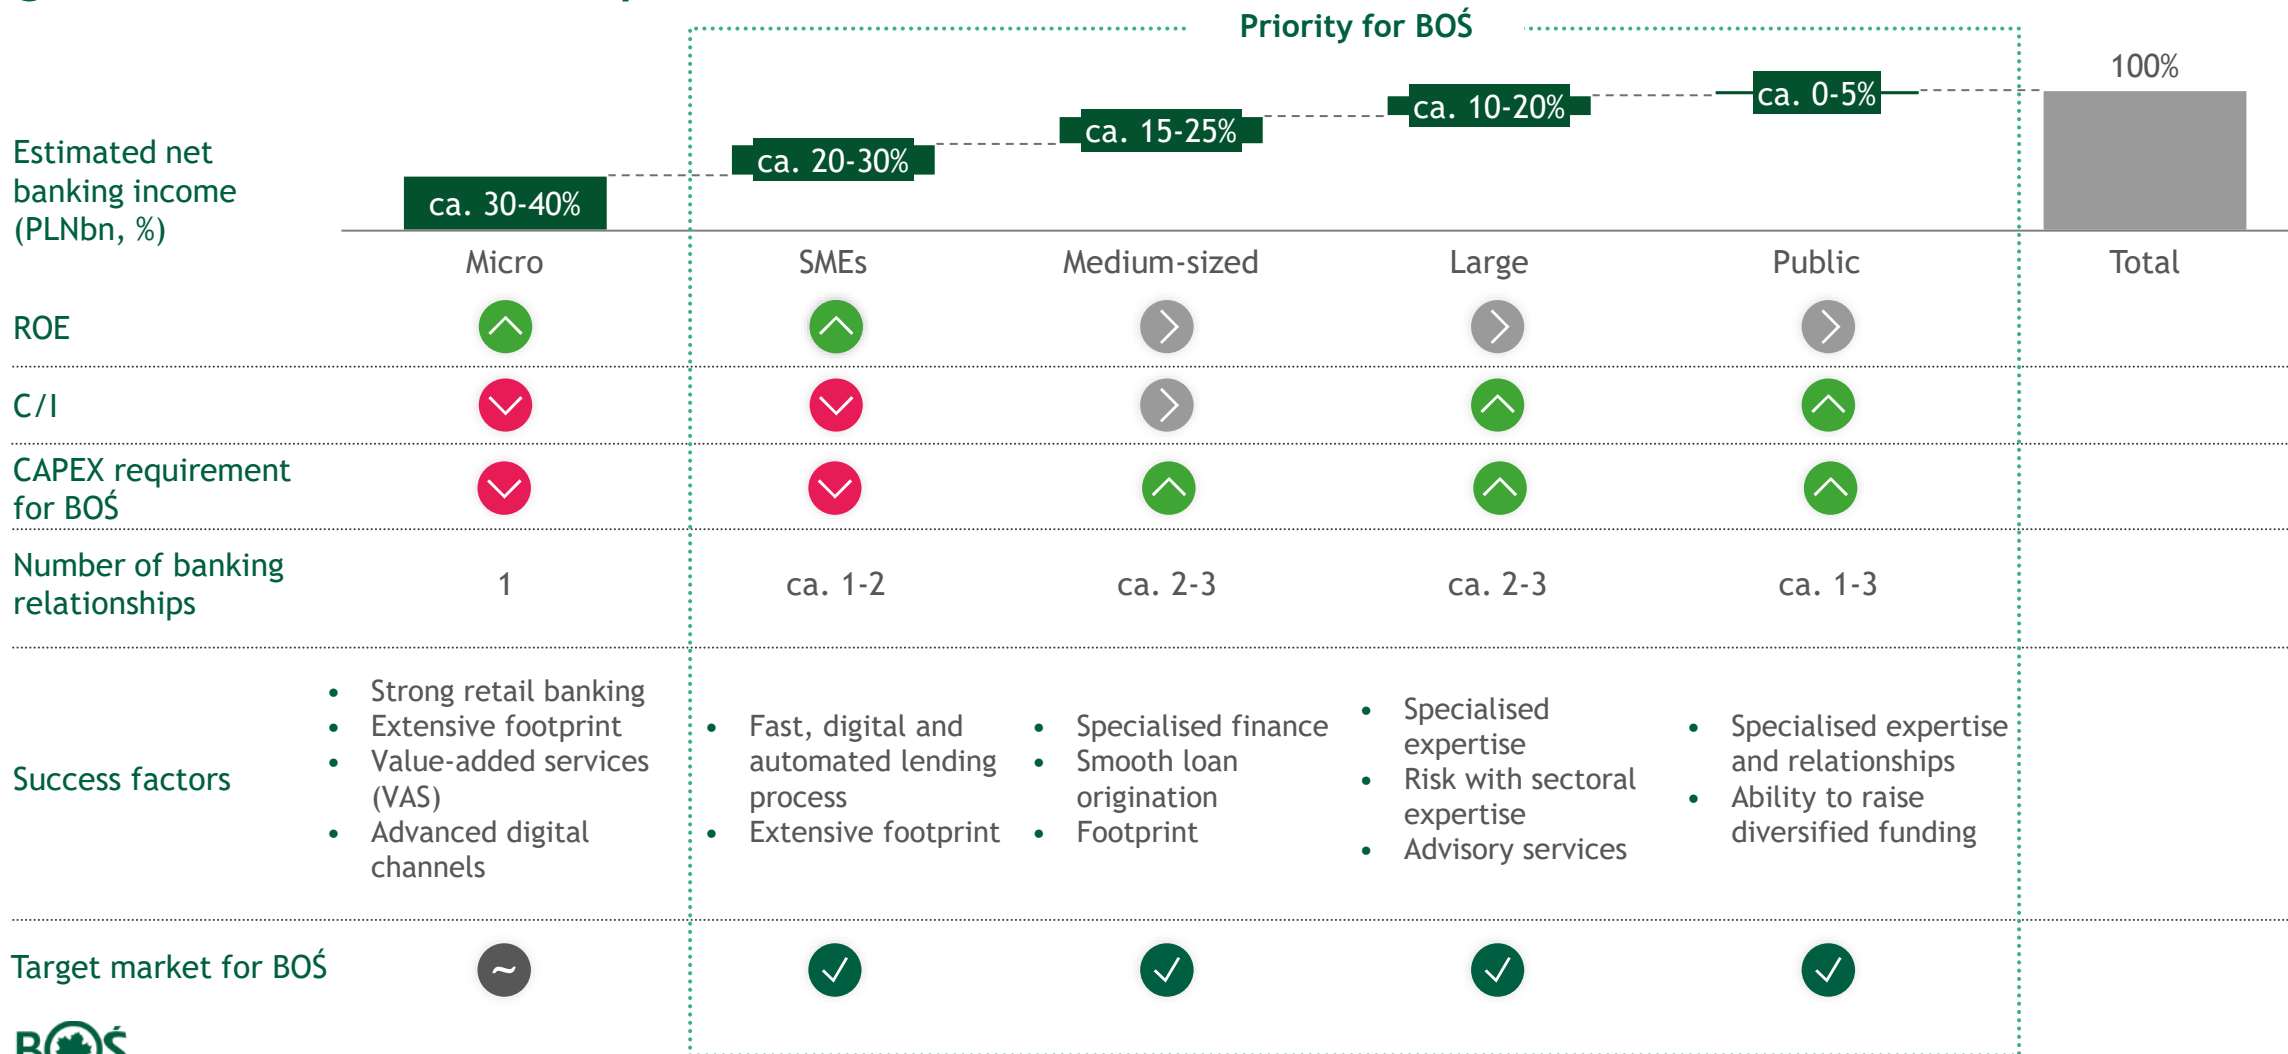 Priority for BOŚ
100%
ca. 0-5%
ca. 10-20%
ca. 15-25%
ca. 20-30%
ca. 30-40%
Estimated net
banking income
(PLNbn, %)
Micro
SMEs
Medium-sized
Large
Public
Total
ROE
C/I
CAPEX requirement
for BOŚ
Number of banking
relationships
1
ca. 1-2
ca. 2-3
ca. 2-3
ca. 1-3
Success factors
• Strong retail banking
• Extensive footprint
• Value-added services
(VAS)
• Advanced digital
channels
• Fast, digital and
automated lending
process
• Extensive footprint
• Specialised finance
• Smooth loan
origination
• Footprint
• Specialised
expertise
• Risk with sectoral
expertise
• Advisory services
• Specialised expertise
and relationships
• Ability to raise
diversified funding
Target market for BOŚ
~
BOŚ